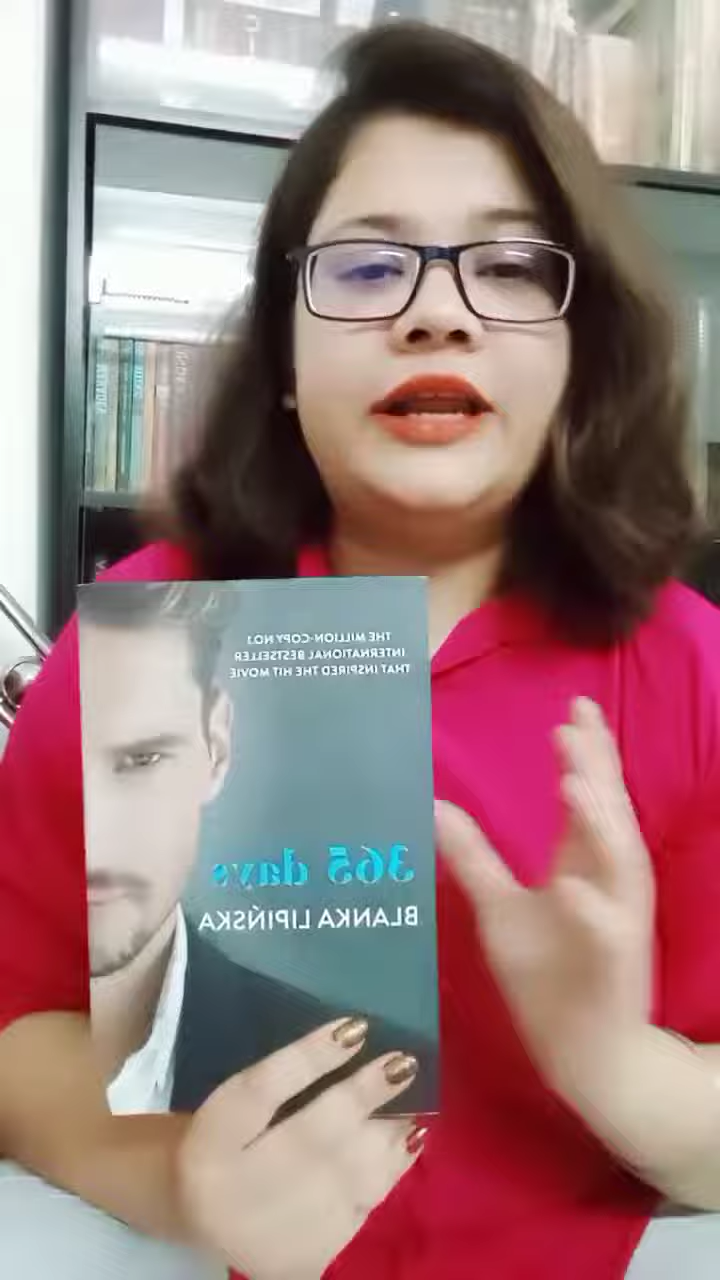 THE MILLION-COPY NO.1
INTERNATIONAL BESTSELLER
THAT INSPIRED THE HIT MOVIE
365 days
BLANKA LIPIŃSKA